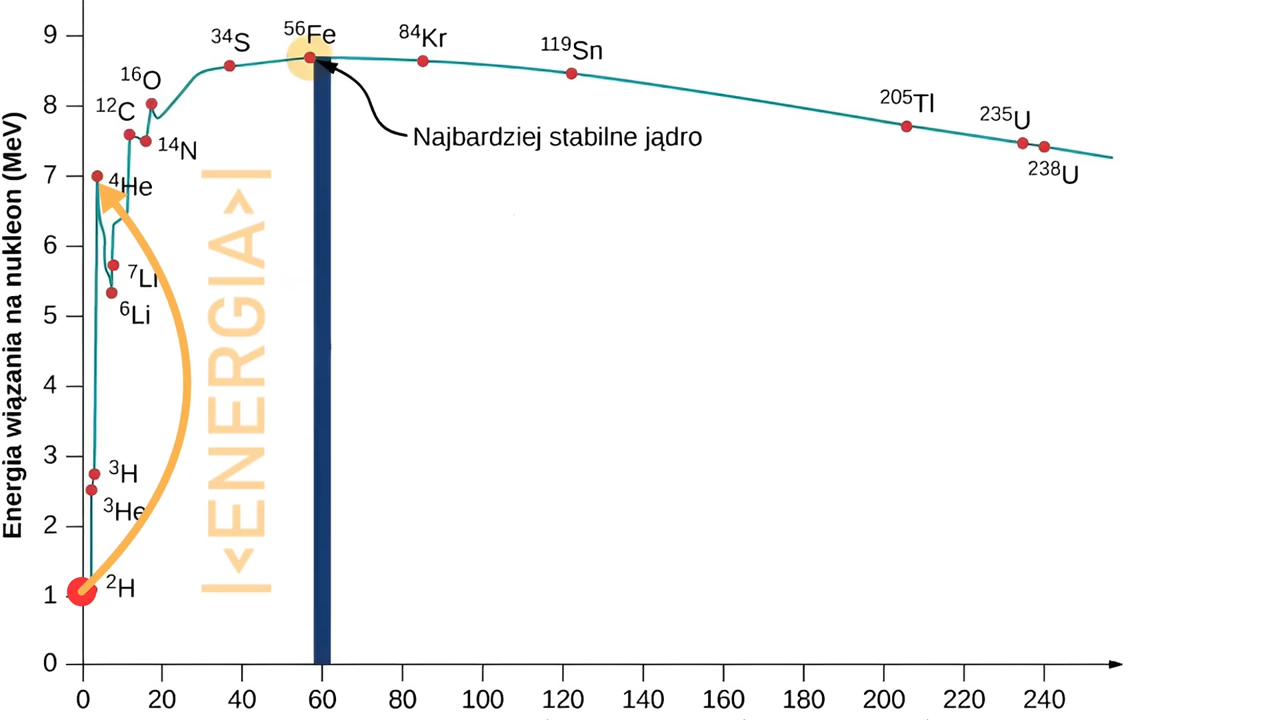 Energia wiązania na nukleon (MeV)
9
8
7
6
5
4
3
2
1
0
0 20 40 60 80 100 120 140 160 180 200 220 240
²H
³He
³H
⁶Li
⁷Li
⁴He
¹²C
¹⁴N
¹⁶O
³⁴S
⁵⁶Fe
⁸⁴Kr
¹¹⁹Sn
²⁰⁵Tl
²³⁵U
²³⁸U
Najbardziej stabilne jądro
|<ENERGIA>|